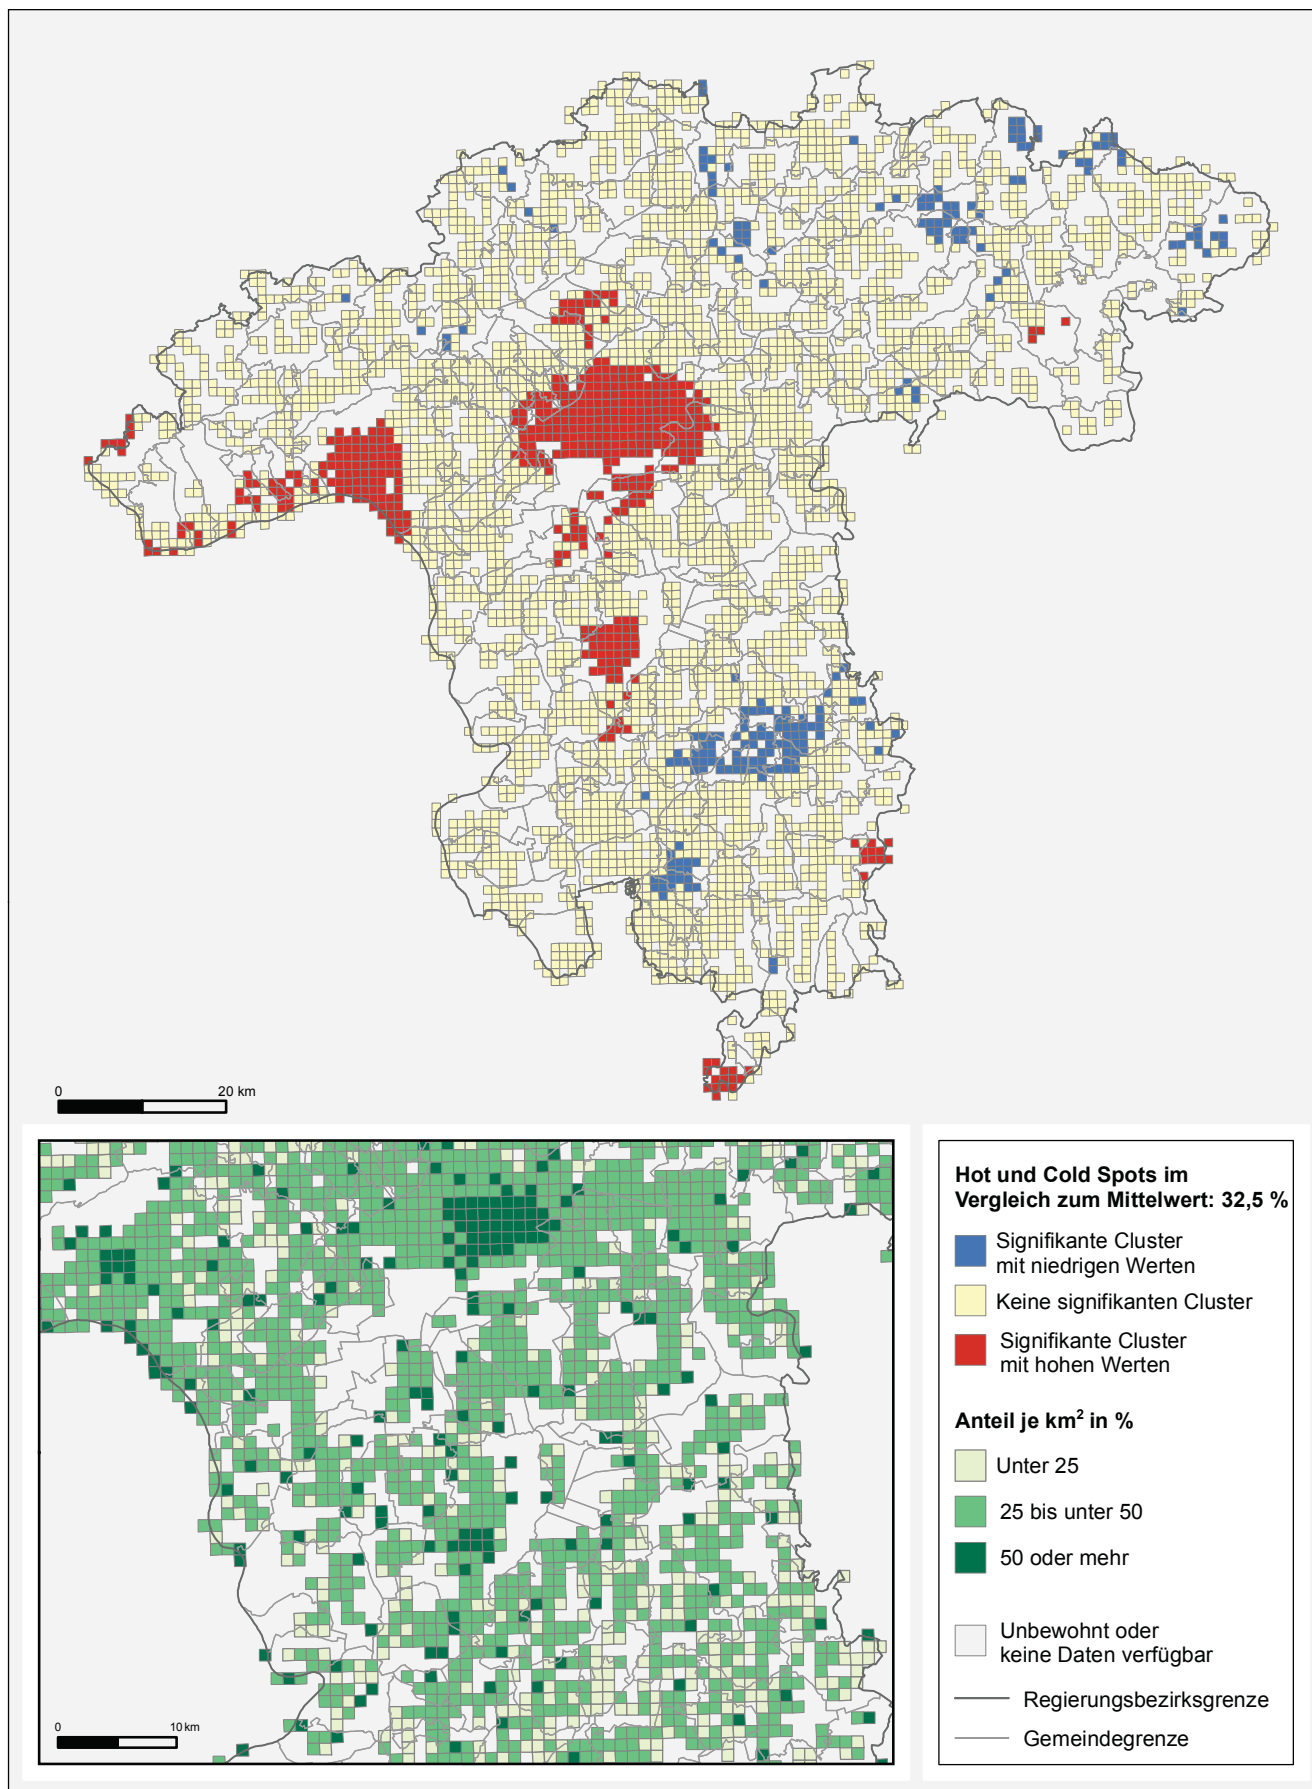 0 20 km
0 10 km
Hot und Cold Spots im
Vergleich zum Mittelwert: 32,5 %
Signifikante Cluster
mit niedrigen Werten
Keine signifikanten Cluster
Signifikante Cluster
mit hohen Werten
Anteil je km² in %
Unter 25
25 bis unter 50
50 oder mehr
Unbewohnt oder
keine Daten verfügbar
Regierungsbezirksgrenze
Gemeindegrenze